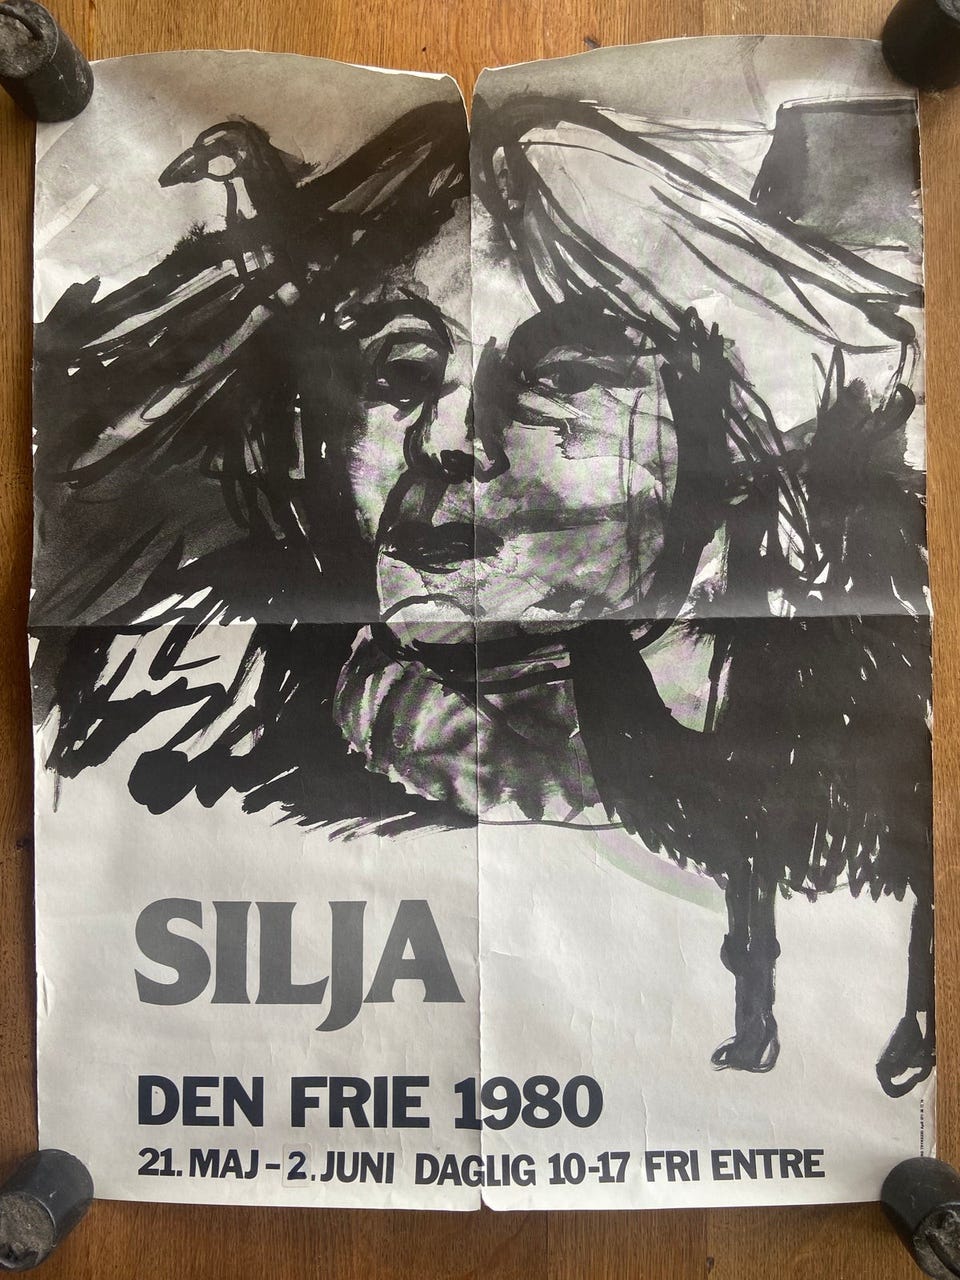 SILJA
DEN FRIE 1980
21. MAJ – 2. JUNI DAGLIG 10-17 FRI ENTRE